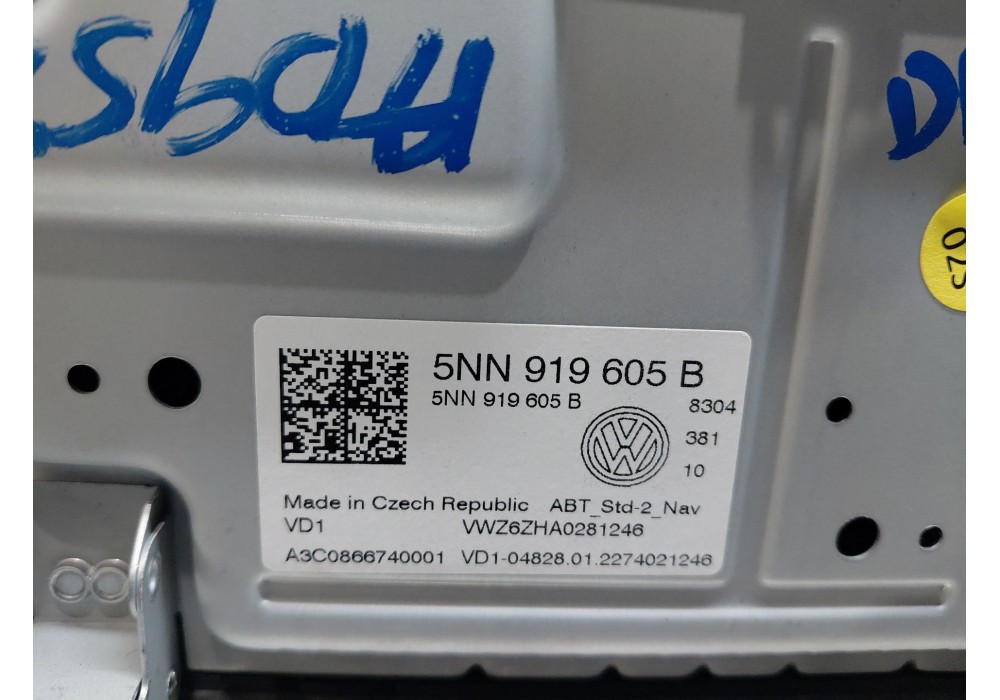 5NN 919 605 B
5NN 919 605 B
8304
381
10
Made in Czech Republic ABT_Std-2_Nav
VD1 VWZ6ZHA0281246
A3C0866740001 VD1-04828.01.2274021246